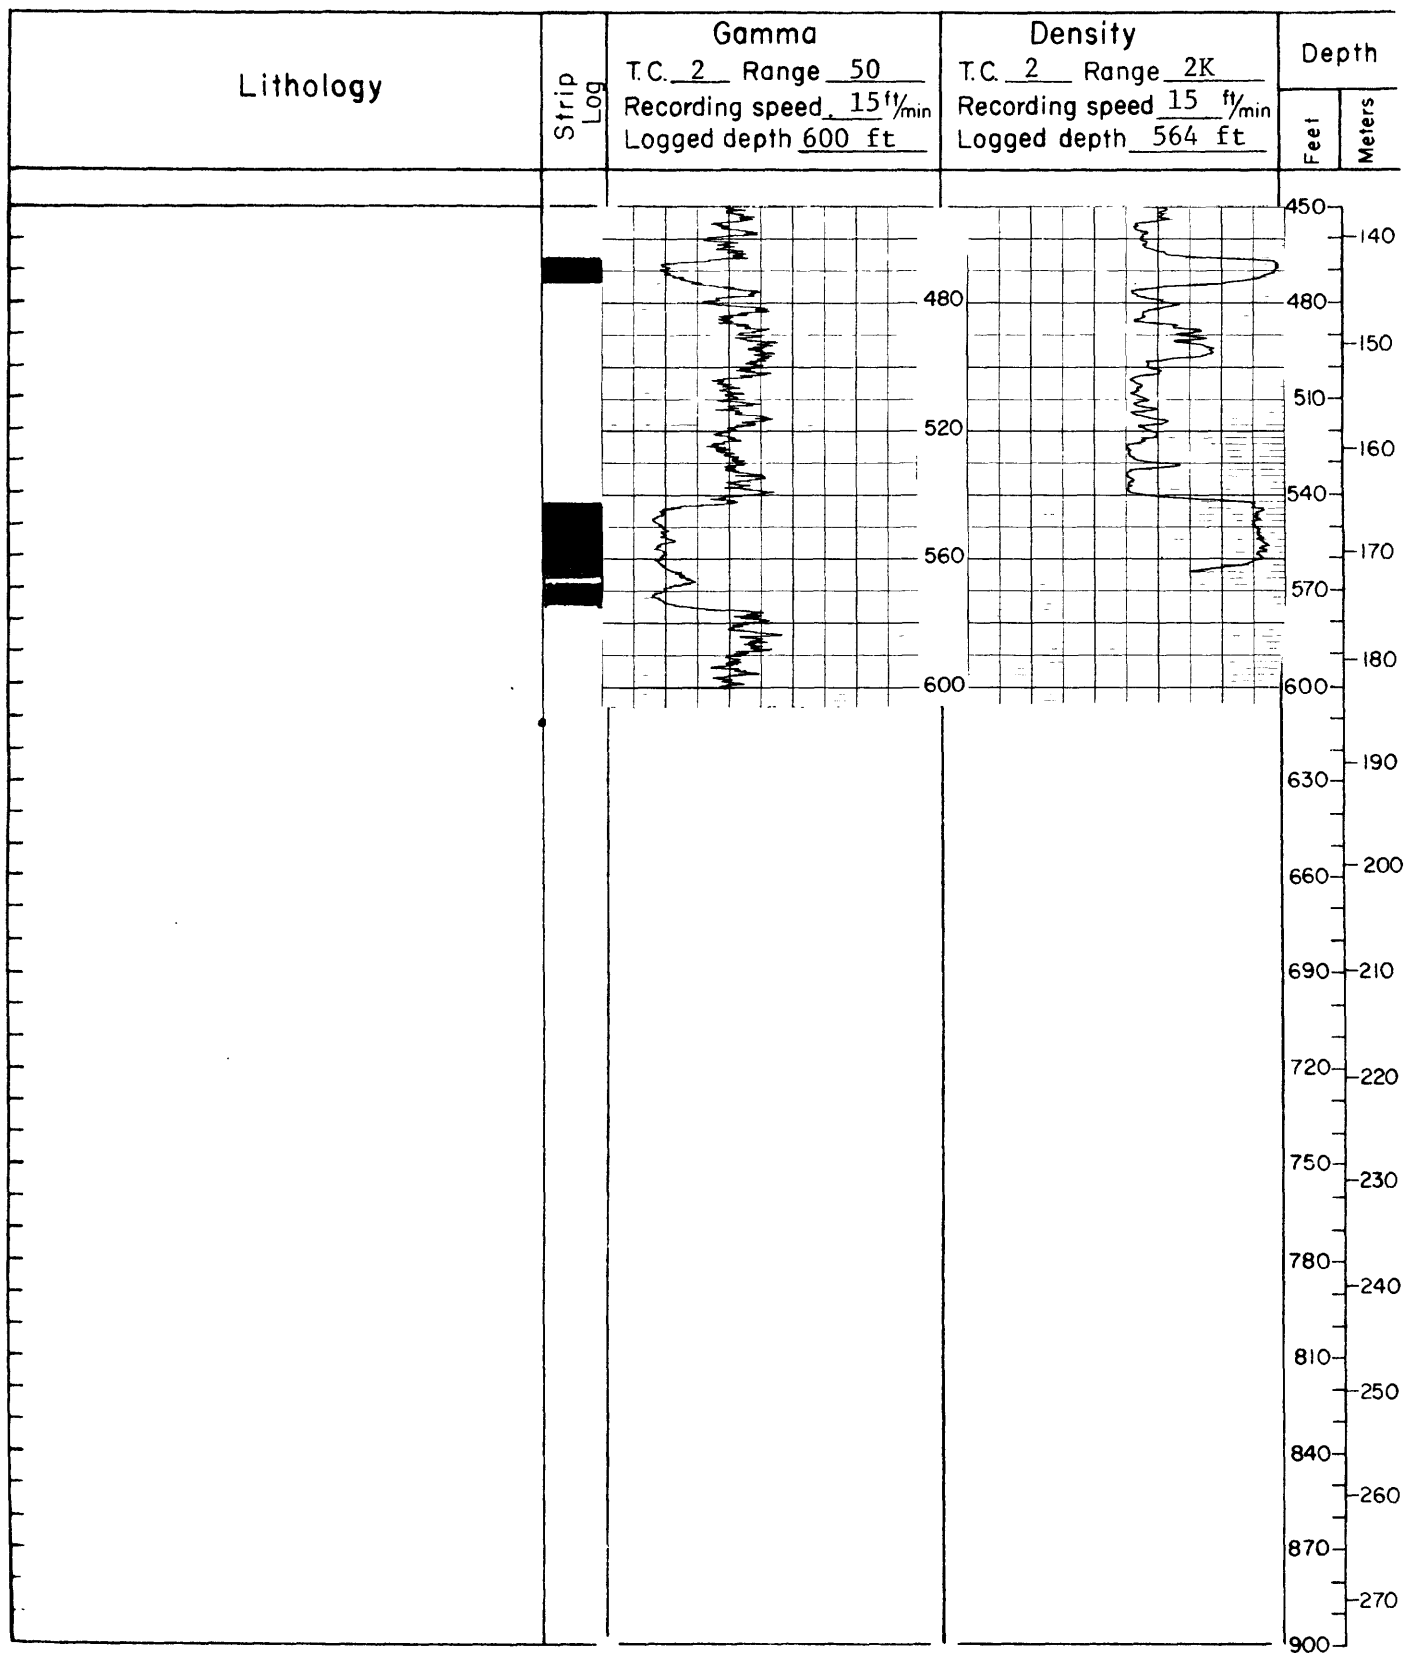 Lithology
Strip Log
Gamma
T.C. 2 Range 50
Recording speed. 15 ft/min
Logged depth 600 ft
Density
T.C. 2 Range 2K
Recording speed 15 ft/min
Logged depth 564 ft
Depth
Feet
Meters
480
520
560
600
450
480
510
540
570
600
630
660
690
720
750
780
810
840
870
900
140
150
160
170
180
190
200
210
220
230
240
250
260
270